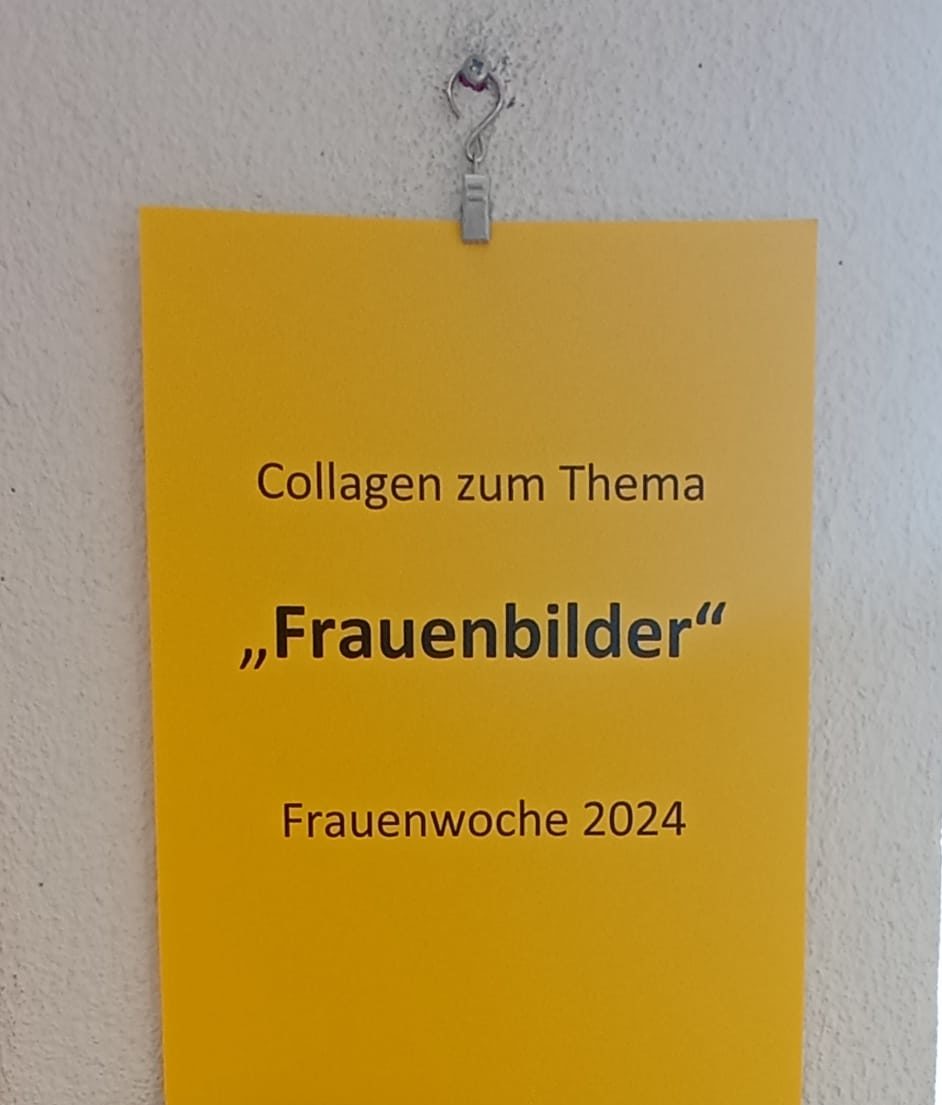 Collagen zum Thema
„Frauenbilder“
Frauenwoche 2024